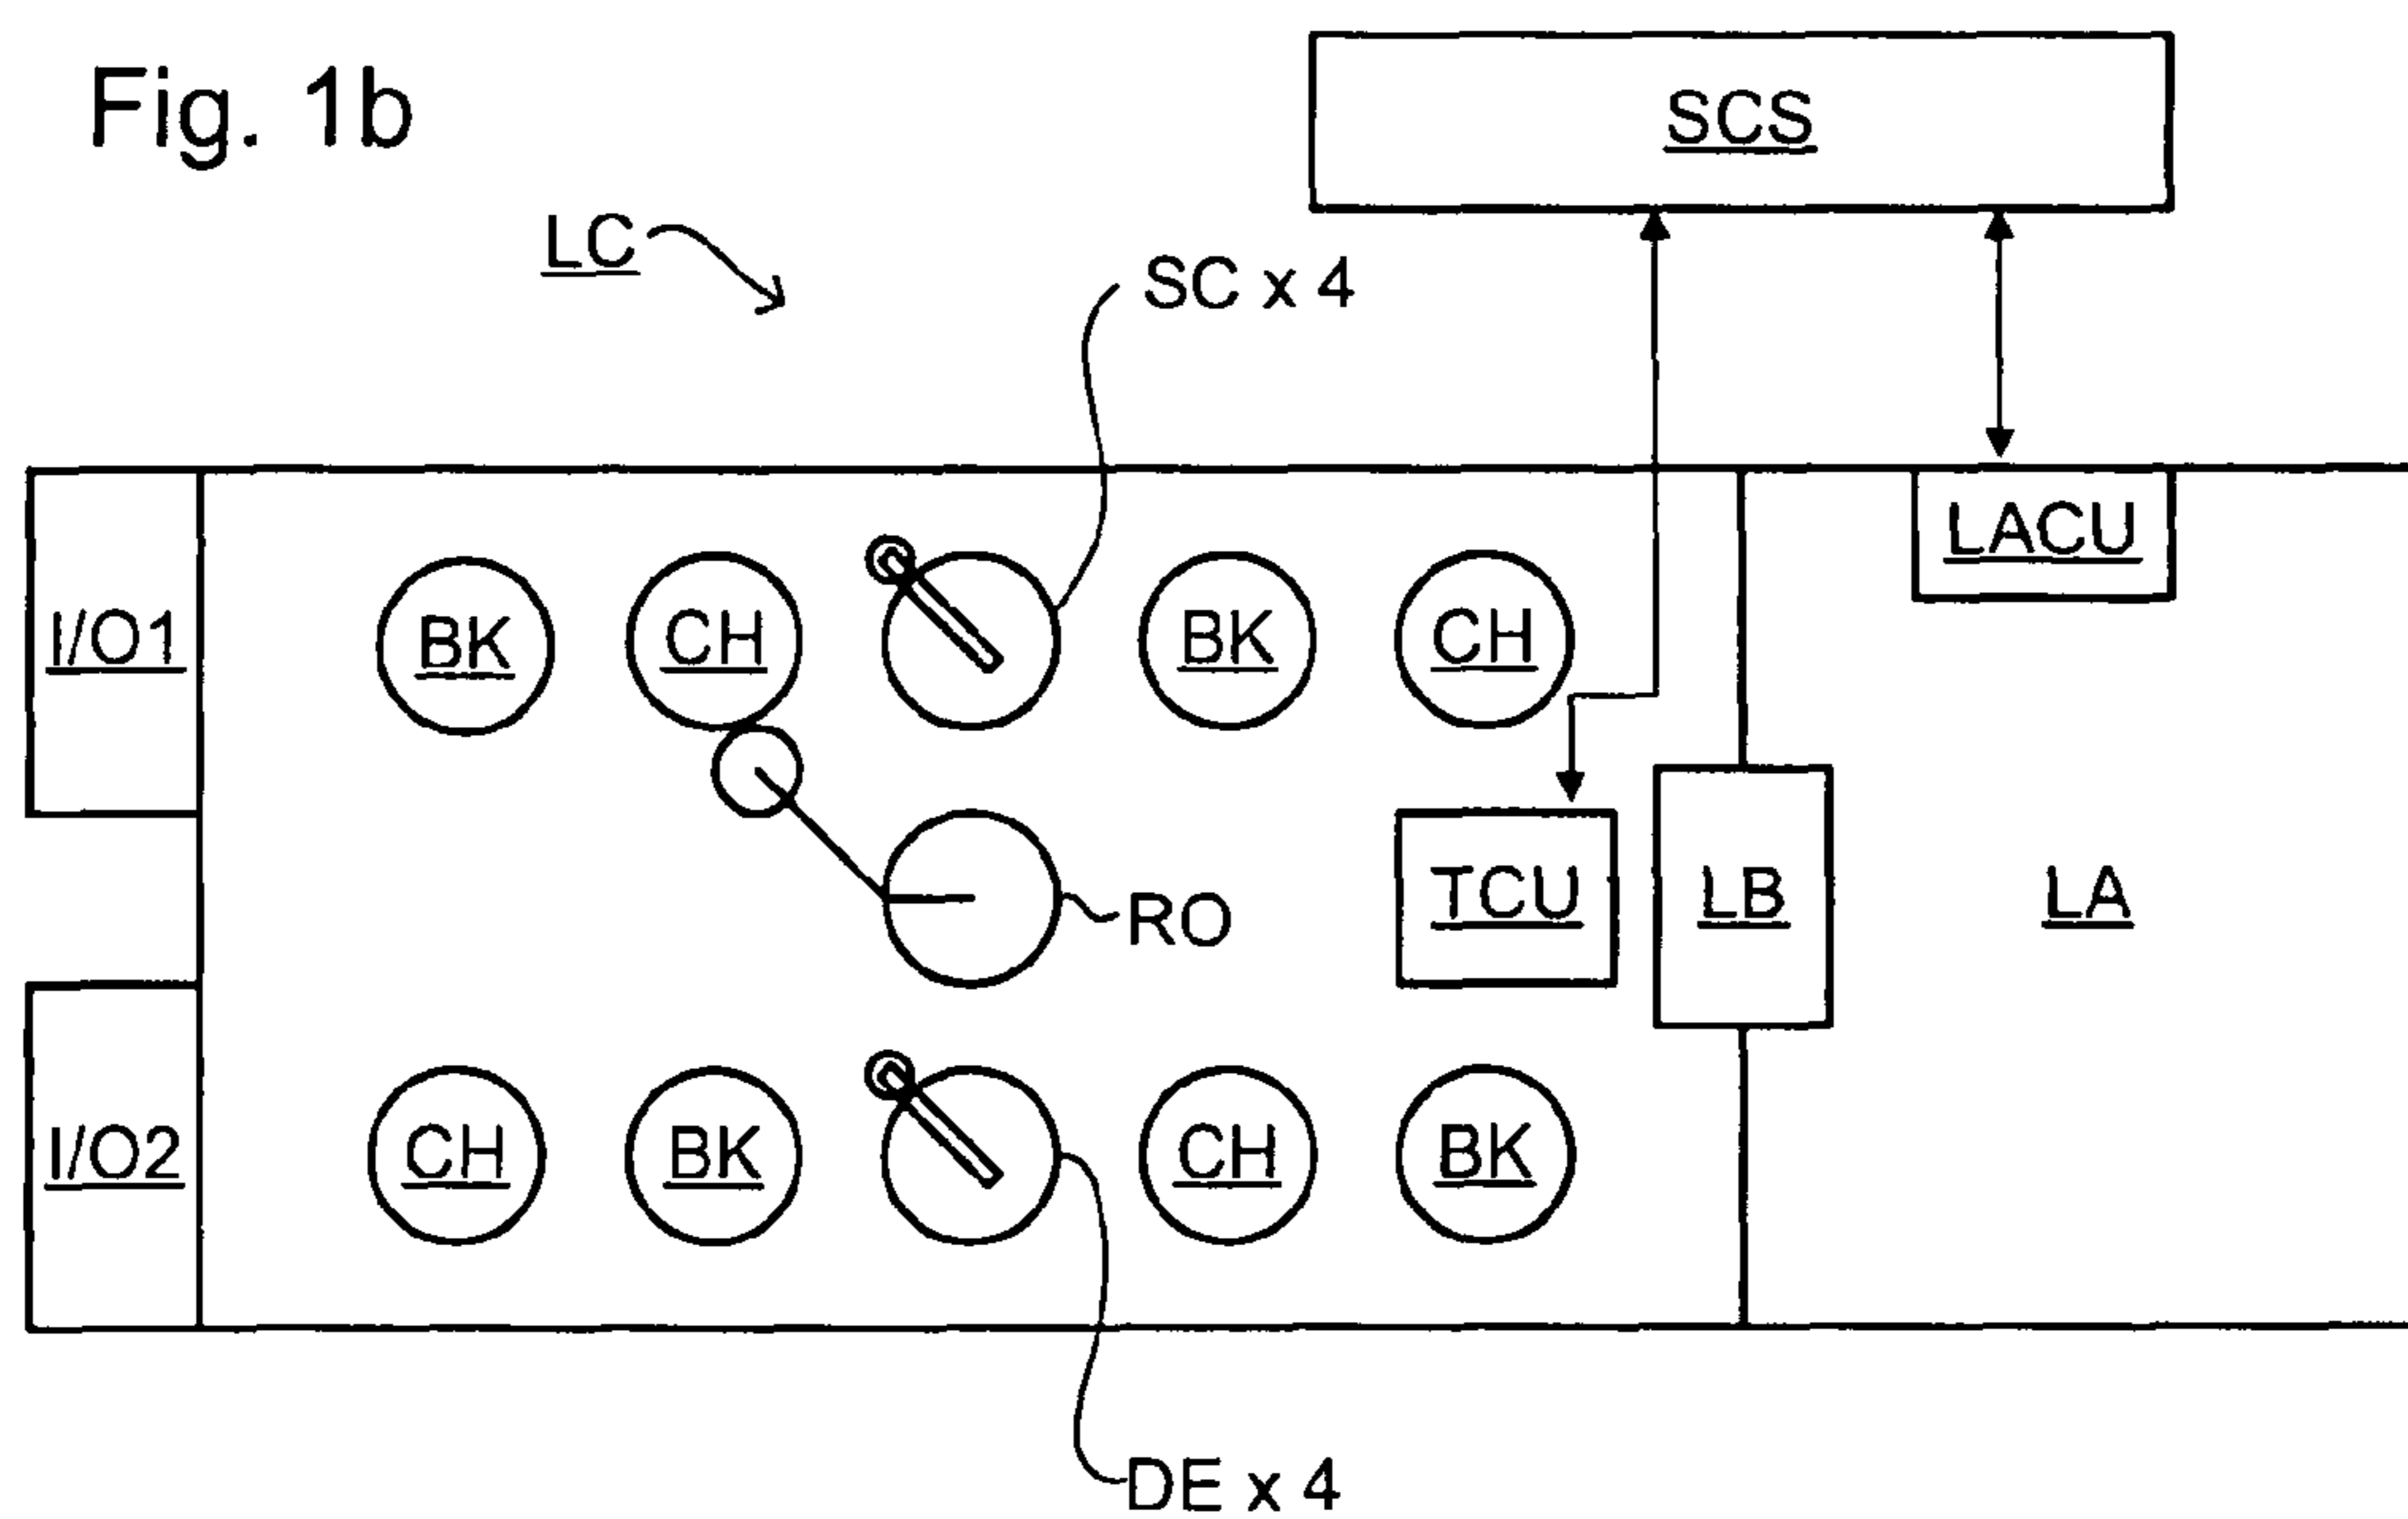 Fig. 1b
SCS
LC
SC x 4
LACU
I/O1
BK
CH
BK
CH
RO
TCU
LB
LA
I/O2
CH
BK
CH
BK
DE x 4